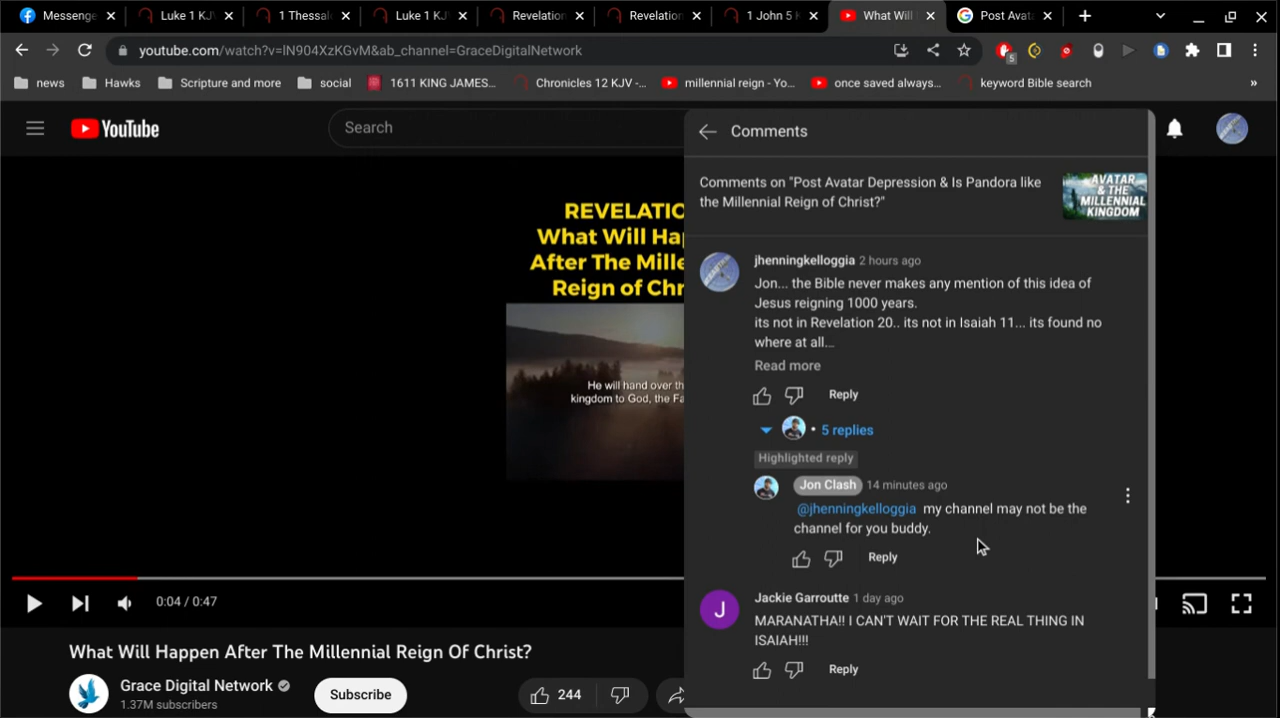 Messenge
Luke 1 KJV
1 Thessal
Luke 1 KJV
Revelation
Revelation
1 John 5 K
What Will
Post Avata
youtube.com/watch?v=lN904XzKGvM&ab_channel=GraceDigitalNetwork
5
news
Hawks
Scripture and more
social
1611 KING JAMES...
Chronicles 12 KJV -...
millennial reign - Yo...
once saved always...
keyword Bible search
»
YouTube
Search
Comments
Comments on "Post Avatar Depression & Is Pandora like
the Millennial Reign of Christ?"
AVATAR
& THE
MILLENNIAL
KINGDOM
REVELATIO
What Will Hap
After The Mille
Reign of Chr
He will hand over th
kingdom to God, the Fa
jhenningkelloggia 2 hours ago
Jon... the Bible never makes any mention of this idea of
Jesus reigning 1000 years.
its not in Revelation 20.. its not in Isaiah 11... its found no
where at all...
Read more
Reply
• 5 replies
Highlighted reply
Jon Clash 14 minutes ago
@jhenningkelloggia my channel may not be the
channel for you buddy.
Reply
J
Jackie Garroutte 1 day ago
MARANATHA!! I CAN'T WAIT FOR THE REAL THING IN
ISAIAH!!!
Reply
0:04 / 0:47
What Will Happen After The Millennial Reign Of Christ?
Grace Digital Network
1.37M subscribers
Subscribe
244